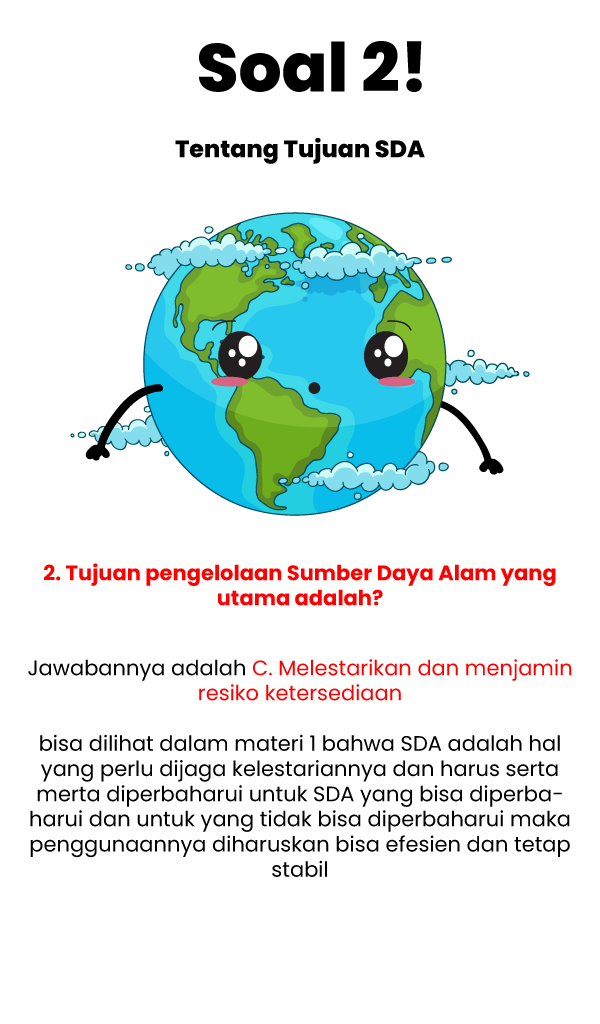 Soal 2!
Tentang Tujuan SDA
2. Tujuan pengelolaan Sumber Daya Alam yang
utama adalah?
Jawabannya adalah C. Melestarikan dan menjamin
resiko ketersediaan
bisa dilihat dalam materi 1 bahwa SDA adalah hal
yang perlu dijaga kelestariannya dan harus serta
merta diperbaharui untuk SDA yang bisa diperba-
harui dan untuk yang tidak bisa diperbaharui maka
penggunaannya diharuskan bisa efesien dan tetap
stabil